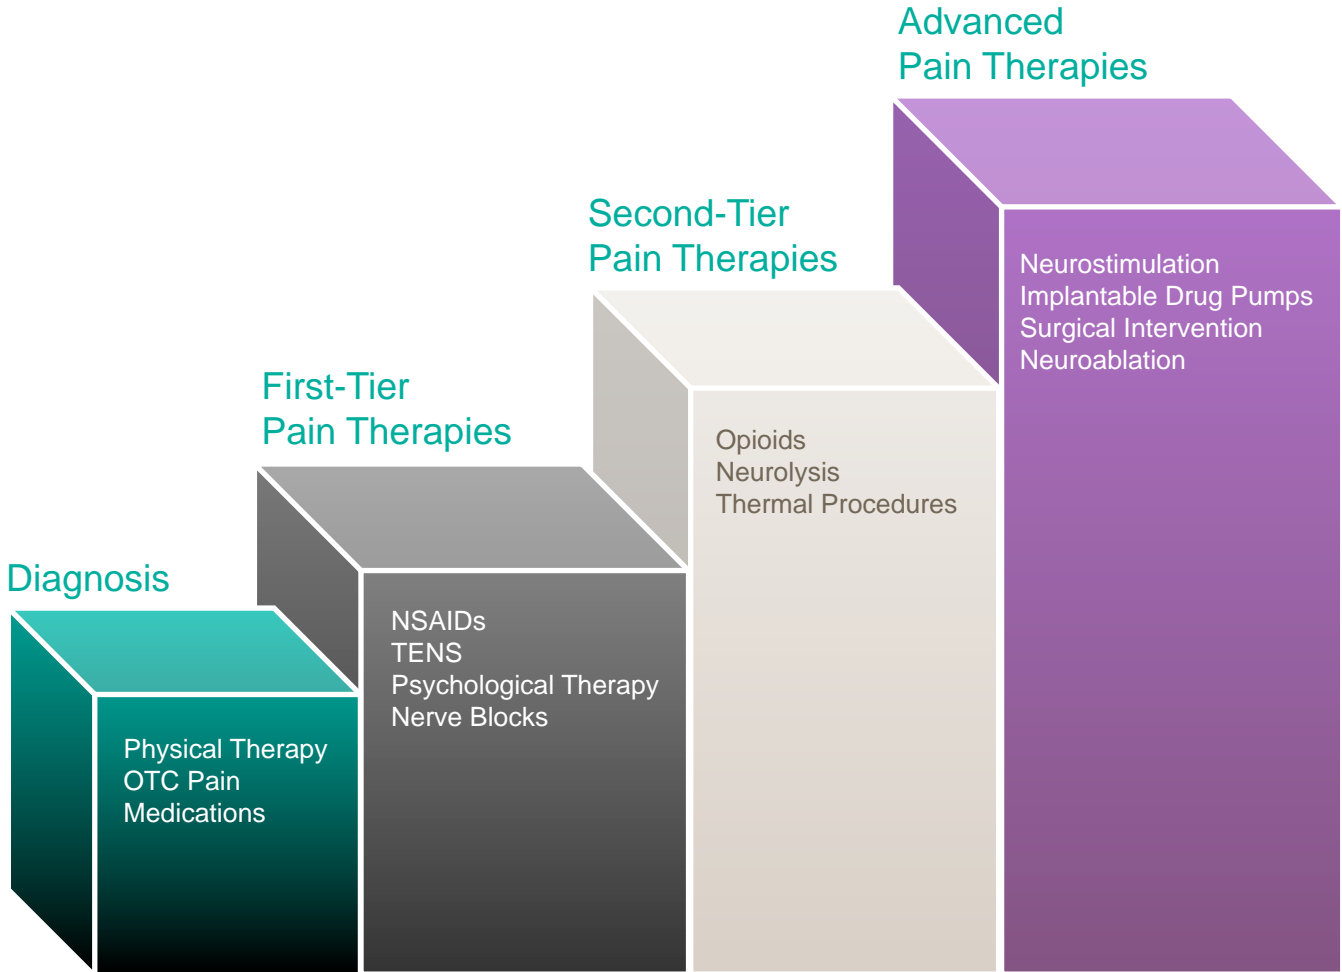 Diagnosis
Physical Therapy
OTC Pain
Medications
First-Tier
Pain Therapies
NSAIDs
TENS
Psychological Therapy
Nerve Blocks
Second-Tier
Pain Therapies
Opioids
Neurolysis
Thermal Procedures
Advanced
Pain Therapies
Neurostimulation
Implantable Drug Pumps
Surgical Intervention
Neuroablation